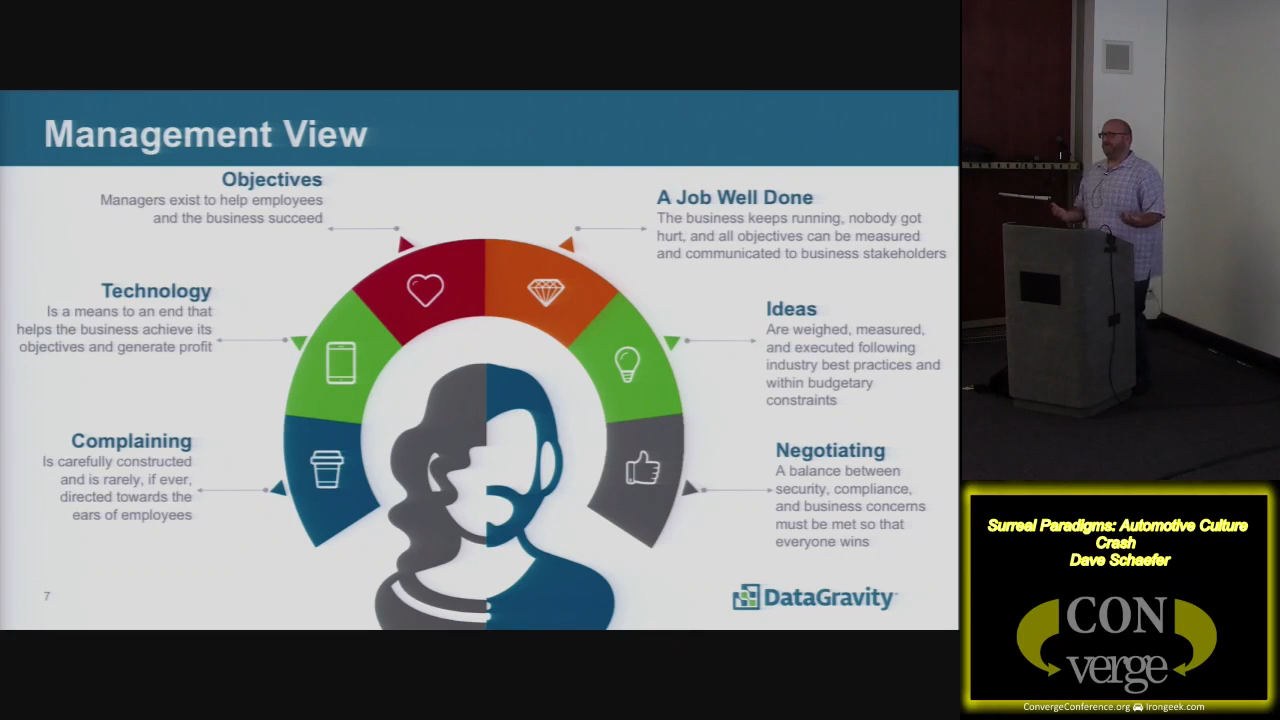 Management View
Objectives
Managers exist to help employees
and the business succeed
A Job Well Done
The business keeps running, nobody got
hurt, and all objectives can be measured
and communicated to business stakeholders
Technology
Is a means to an end that
helps the business achieve its
objectives and generate profit
Ideas
Are weighed, measured,
and executed following
industry best practices and
within budgetary
constraints
Complaining
Is carefully constructed
and is rarely, if ever,
directed towards the
ears of employees
Negotiating
A balance between
security, compliance,
and business concerns
must be met so that
everyone wins
7
DataGravity
Surreal Paradigms: Automotive Culture
Crash
Dave Schaefer
CON
verge
ConvergeConference.org Irongeek.com